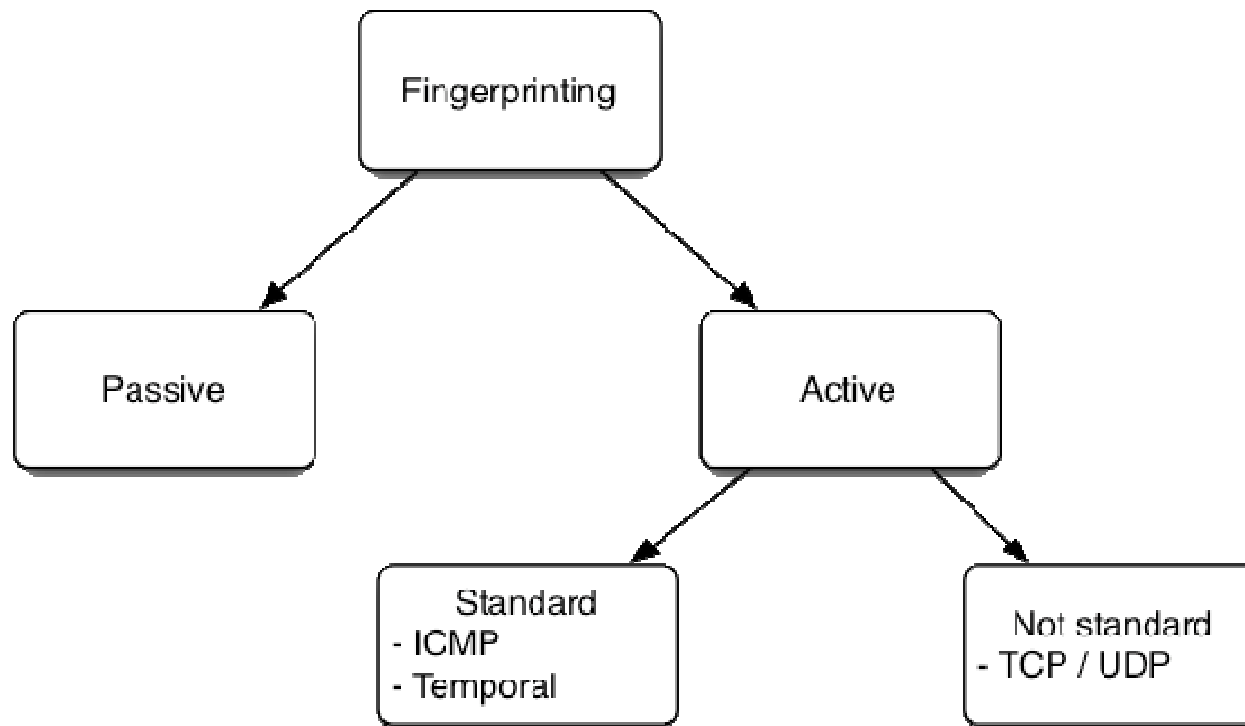 Fingerprinting
Passive
Active
Standard
- ICMP
- Temporal
Not standard
- TCP / UDP